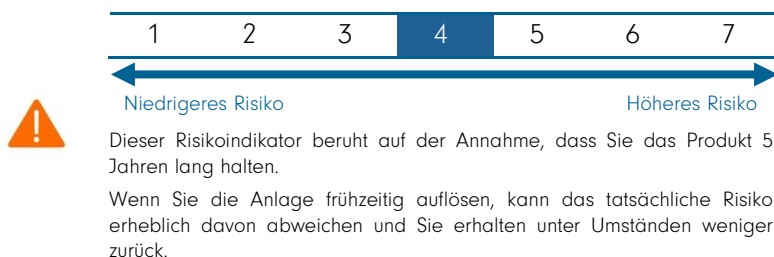 1 2 3 4 5 6 7
Niedrigeres Risiko Höheres Risiko
Dieser Risikoindikator beruht auf der Annahme, dass Sie das Produkt 5
Jahren lang halten.
Wenn Sie die Anlage frühzeitig auflösen, kann das tatsächliche Risiko
erheblich davon abweichen und Sie erhalten unter Umständen weniger
zurück.